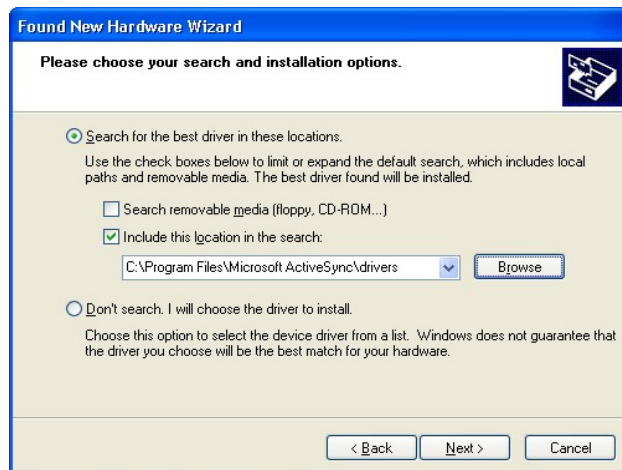 Found New Hardware Wizard
Please choose your search and installation options.
Search for the best driver in these locations.
Use the check boxes below to limit or expand the default search, which includes local
paths and removable media. The best driver found will be installed.
Search removable media (floppy, CD-ROM...)
Include this location in the search:
C:\Program Files\Microsoft ActiveSync\drivers
Browse
Don't search. I will choose the driver to install.
Choose this option to select the device driver from a list. Windows does not guarantee that
the driver you choose will be the best match for your hardware.
< Back Next > Cancel